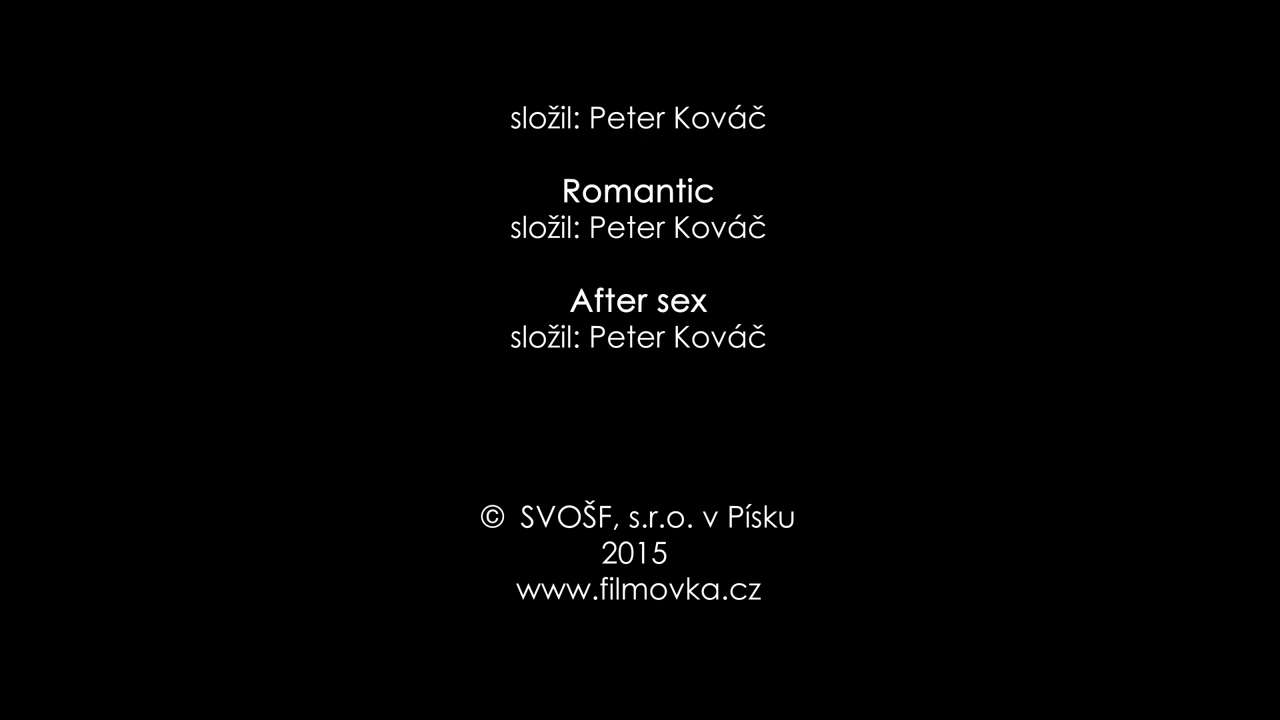 složil: Peter Kováč
Romantic
složil: Peter Kováč
After sex
složil: Peter Kováč
© SVOŠF, s.r.o. v Písku
2015
www.filmovka.cz